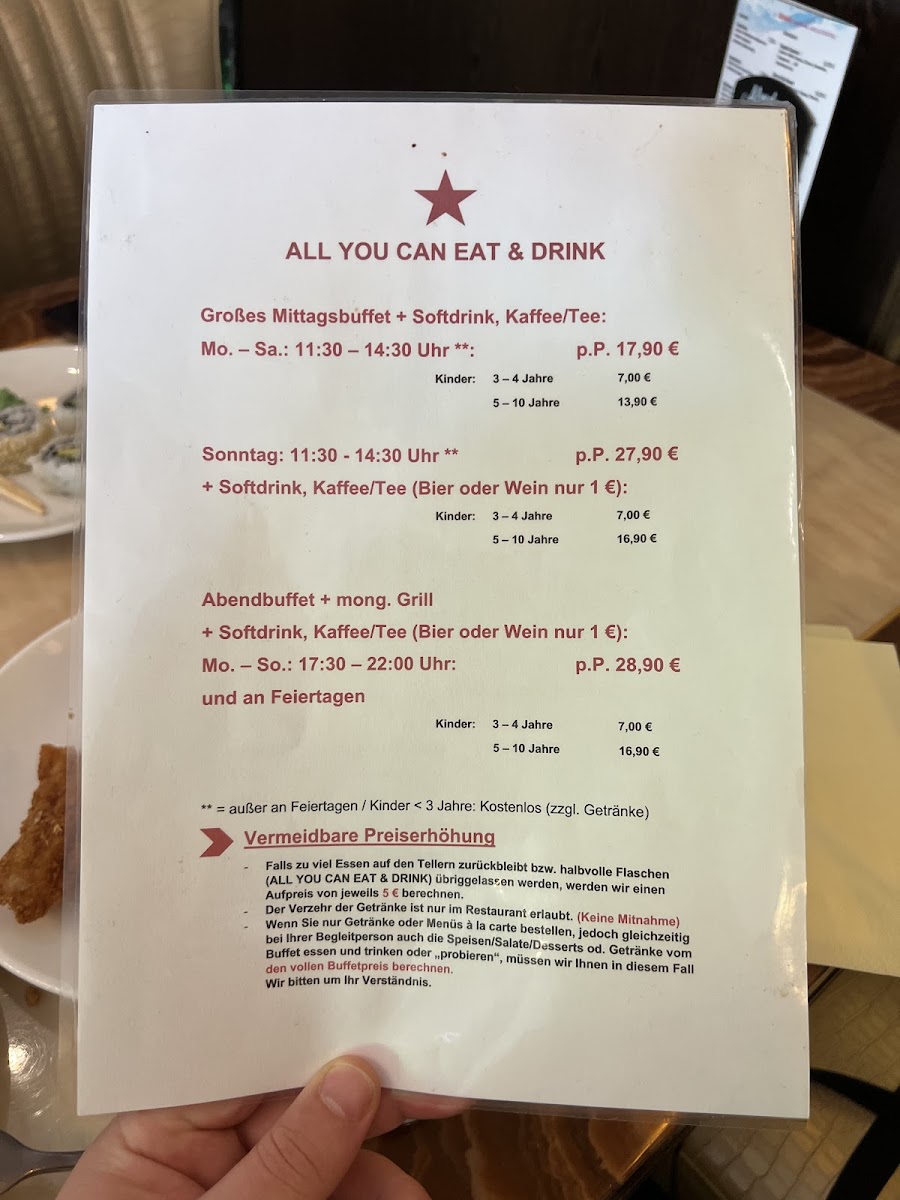 ALL YOU CAN EAT & DRINK
Großes Mittagsbuffet + Softdrink, Kaffee/Tee:
Mo. – Sa.: 11:30 – 14:30 Uhr **: p.P. 17,90 €
Kinder: 3 – 4 Jahre 7,00 €
5 – 10 Jahre 13,90 €
Sonntag: 11:30 - 14:30 Uhr ** p.P. 27,90 €
+ Softdrink, Kaffee/Tee (Bier oder Wein nur 1 €):
Kinder: 3 – 4 Jahre 7,00 €
5 – 10 Jahre 16,90 €
Abendbuffet + mong. Grill
+ Softdrink, Kaffee/Tee (Bier oder Wein nur 1 €):
Mo. – So.: 17:30 – 22:00 Uhr: p.P. 28,90 €
und an Feiertagen
Kinder: 3 – 4 Jahre 7,00 €
5 – 10 Jahre 16,90 €
** = außer an Feiertagen / Kinder < 3 Jahre: Kostenlos (zzgl. Getränke)
Vermeidbare Preiserhöhung
- Falls zu viel Essen auf den Tellern zurückbleibt bzw. halbvolle Flaschen
(ALL YOU CAN EAT & DRINK) übriggelassen werden, werden wir einen
Aufpreis von jeweils 5 € berechnen.
- Der Verzehr der Getränke ist nur im Restaurant erlaubt. (Keine Mitnahme)
- Wenn Sie nur Getränke oder Menüs à la carte bestellen, jedoch gleichzeitig
bei Ihrer Begleitperson auch die Speisen/Salate/Desserts od. Getränke vom
Buffet essen und trinken oder „probieren“, müssen wir Ihnen in diesem Fall
den vollen Buffetpreis berechnen.
Wir bitten um Ihr Verständnis.